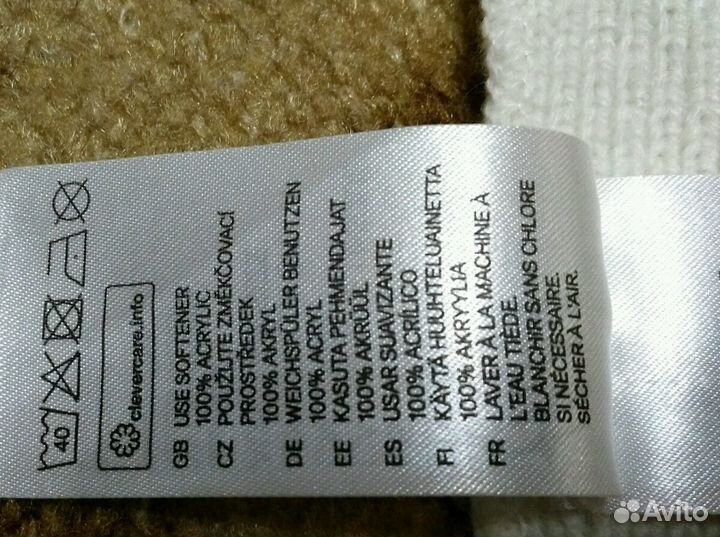 40
clevercare.info
GB USE SOFTENER
100% ACRYLIC
CZ POUŽIJTE ZMĚKČOVACÍ
PROSTŘEDEK
100% AKRYL
DE WEICHSPÜLER BENUTZEN
100% ACRYL
EE KASUTA PEHMENDAJAT
100% AKRÜÜL
ES USAR SUAVIZANTE
100% ACRÍLICO
FI KÄYTÄ HUUHTELUAINETTA
100% AKRYYLIA
FR LAVER À LA MACHINE À
L'EAU TIÈDE.
BLANCHIR SANS CHLORE
SI NÉCESSAIRE.
SÉCHER À L'AIR.
Avito